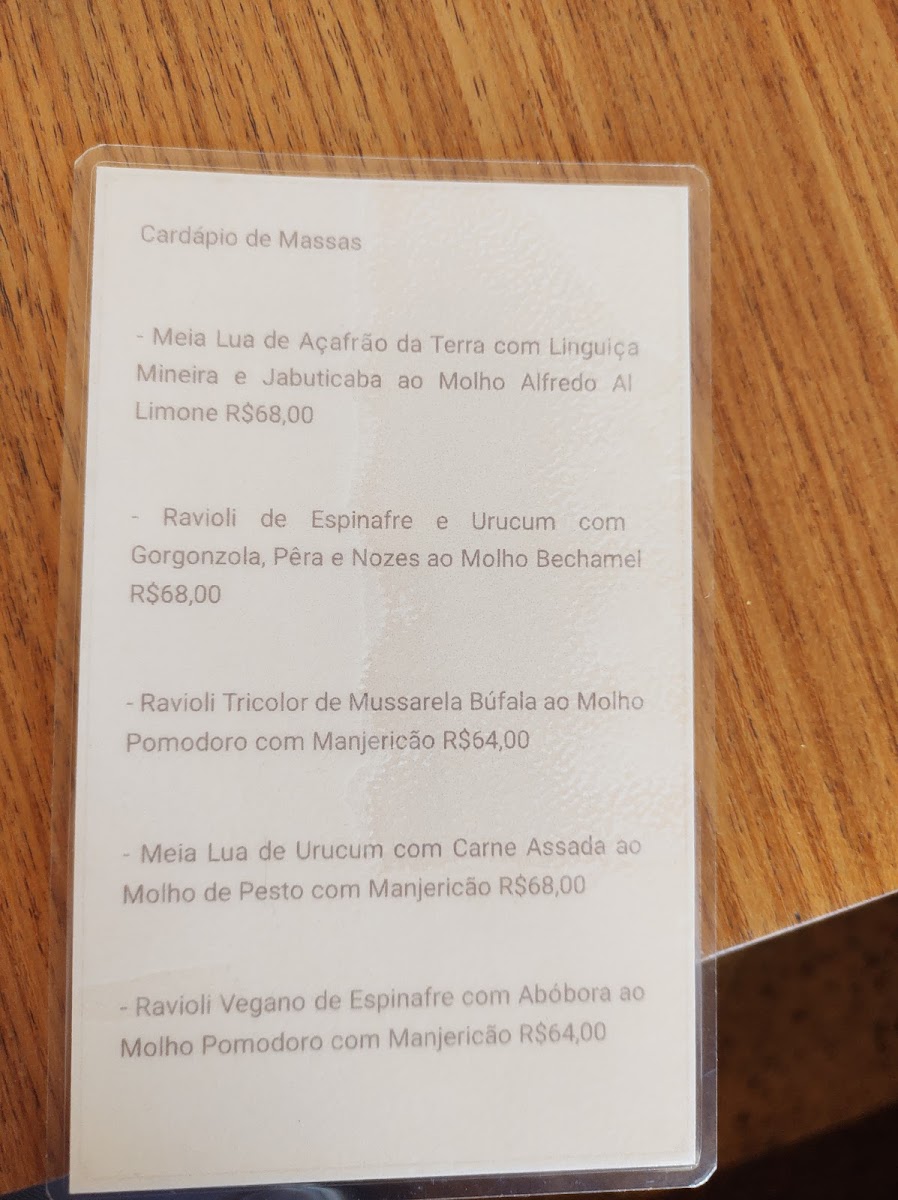 Cardápio de Massas
- Meia Lua de Açafrão da Terra com Linguiça
Mineira e Jabuticaba ao Molho Alfredo Al
Limone R$68,00
- Ravioli de Espinafre e Urucum com
Gorgonzola, Pêra e Nozes ao Molho Bechamel
R$68,00
- Ravioli Tricolor de Mussarela Búfala ao Molho
Pomodoro com Manjericão R$64,00
- Meia Lua de Urucum com Carne Assada ao
Molho de Pesto com Manjericão R$68,00
- Ravioli Vegano de Espinafre com Abóbora ao
Molho Pomodoro com Manjericão R$64,00